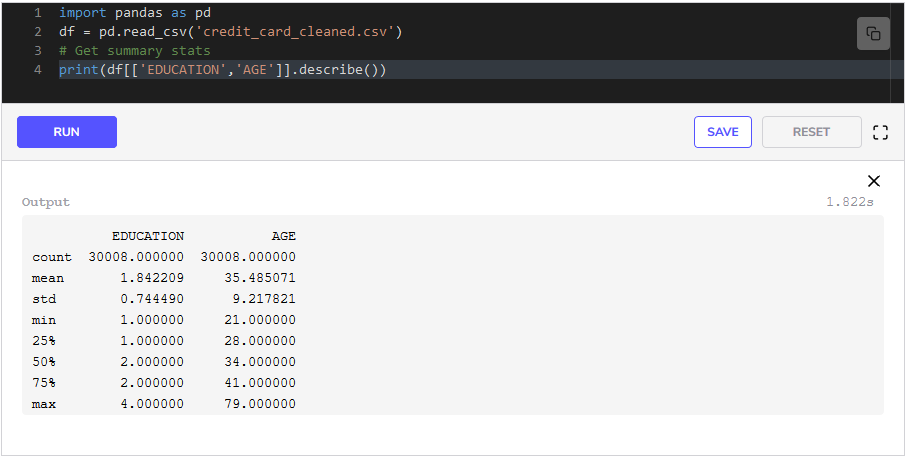 1 import pandas as pd
2 df = pd.read_csv('credit_card_cleaned.csv')
3 # Get summary stats
4 print(df[['EDUCATION','AGE']].describe())
RUN SAVE RESET
Output 1.822s
EDUCATION AGE
count 30008.000000 30008.000000
mean 1.842209 35.485071
std 0.744490 9.217821
min 1.000000 21.000000
25% 1.000000 28.000000
50% 2.000000 34.000000
75% 2.000000 41.000000
max 4.000000 79.000000